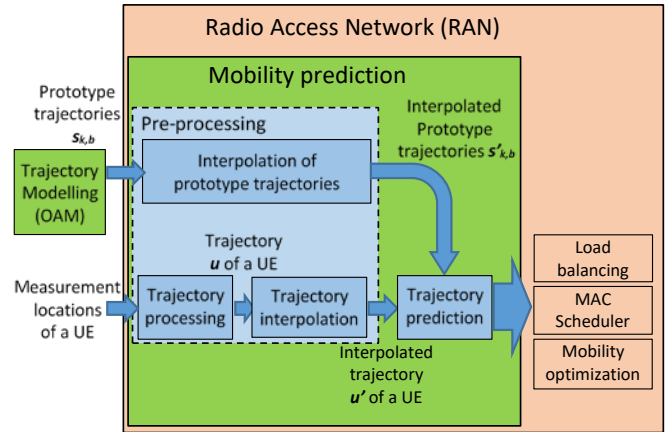 Radio Access Network (RAN)
Mobility prediction
Prototype
trajectories
s_{k,b}
Pre-processing
Interpolated
Prototype
trajectories s'_{k,b}
Interpolation of
prototype trajectories
Trajectory
Modelling
(OAM)
Trajectory
u of a UE
Measurement
locations
of a UE
Trajectory
processing
Trajectory
interpolation
Trajectory
prediction
Interpolated
trajectory
u' of a UE
Load
balancing
MAC
Scheduler
Mobility
optimization